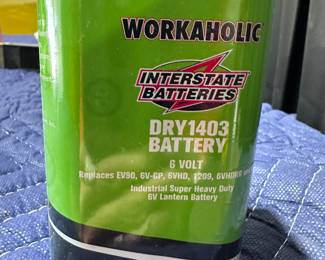 WORKAHOLIC
INTERSTATE
BATTERIES
DRY1403
BATTERY
6 VOLT
Replaces EV90, 6V-GP, 6VHD, 1209,
Industrial Super Heavy Duty
6V Lantern Battery